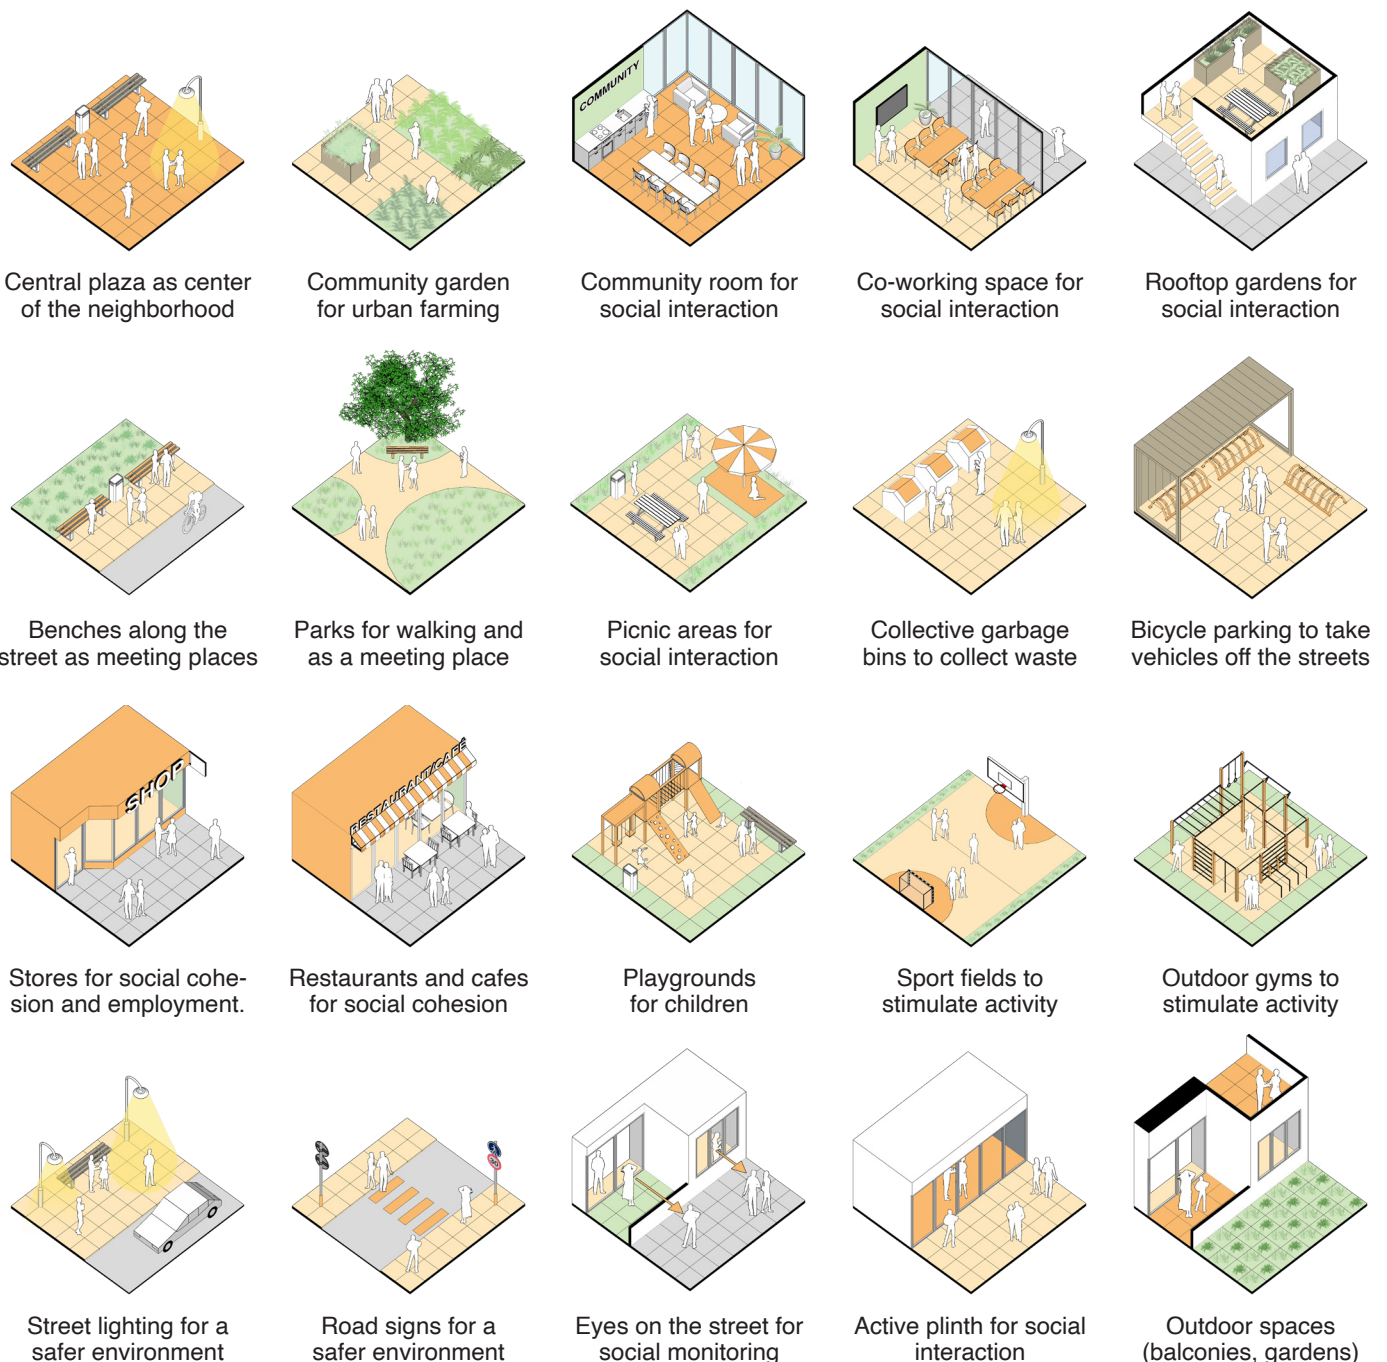 COMMUNITY
Central plaza as center
of the neighborhood
Community garden
for urban farming
Community room for
social interaction
Co-working space for
social interaction
Rooftop gardens for
social interaction
Benches along the
street as meeting places
Parks for walking and
as a meeting place
Picnic areas for
social interaction
Collective garbage
bins to collect waste
Bicycle parking to take
vehicles off the streets
SHOP
RESTAURANT/CAFÉ
Stores for social cohe-
sion and employment.
Restaurants and cafes
for social cohesion
Playgrounds
for children
Sport fields to
stimulate activity
Outdoor gyms to
stimulate activity
30
Street lighting for a
safer environment
Road signs for a
safer environment
Eyes on the street for
social monitoring
Active plinth for social
interaction
Outdoor spaces
(balconies, gardens)